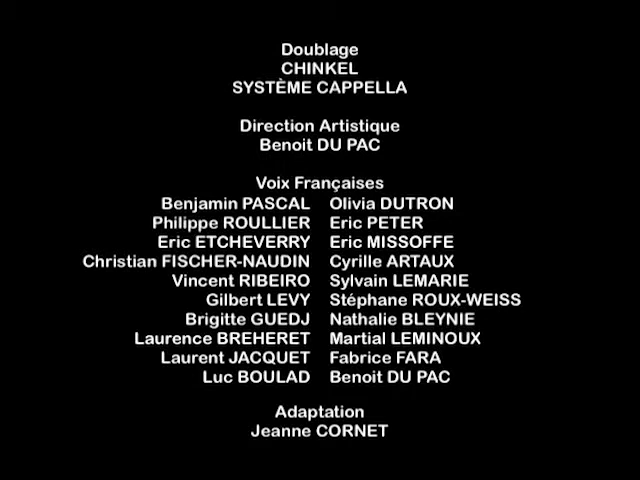 Doublage
CHINKEL
SYSTÈME CAPPELLA
Direction Artistique
Benoit DU PAC
Voix Françaises
Benjamin PASCAL Olivia DUTRON
Philippe ROULLIER Eric PETER
Eric ETCHEVERRY Eric MISSOFFE
Christian FISCHER-NAUDIN Cyrille ARTAUX
Vincent RIBEIRO Sylvain LEMARIE
Gilbert LEVY Stéphane ROUX-WEISS
Brigitte GUEDJ Nathalie BLEYNIE
Laurence BREHERET Martial LEMINOUX
Laurent JACQUET Fabrice FARA
Luc BOULAD Benoit DU PAC
Adaptation
Jeanne CORNET